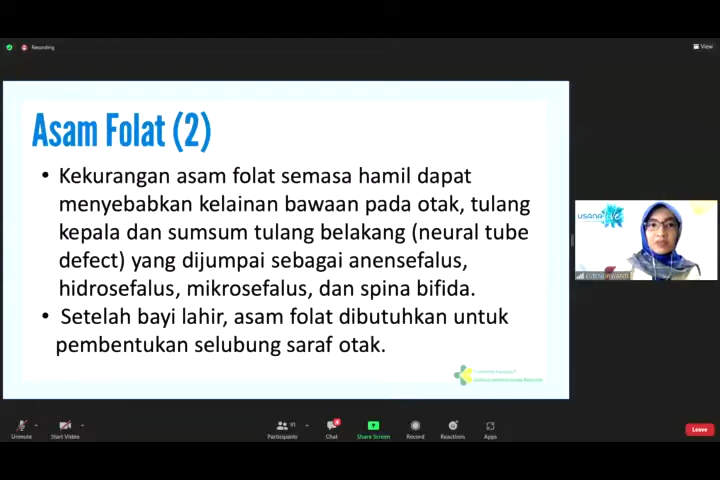 Recording
View
Asam Folat (2)
• Kekurangan asam folat semasa hamil dapat
menyebabkan kelainan bawaan pada otak, tulang
kepala dan sumsum tulang belakang (neural tube
defect) yang dijumpai sebagai anensefalus,
hidrosefalus, mikrosefalus, dan spina bifida.
• Setelah bayi lahir, asam folat dibutuhkan untuk
pembentukan selubung saraf otak.
USANA
Unmute
Start Video
Participants
91
Chat
Share Screen
Record
Reactions
Apps
Leave